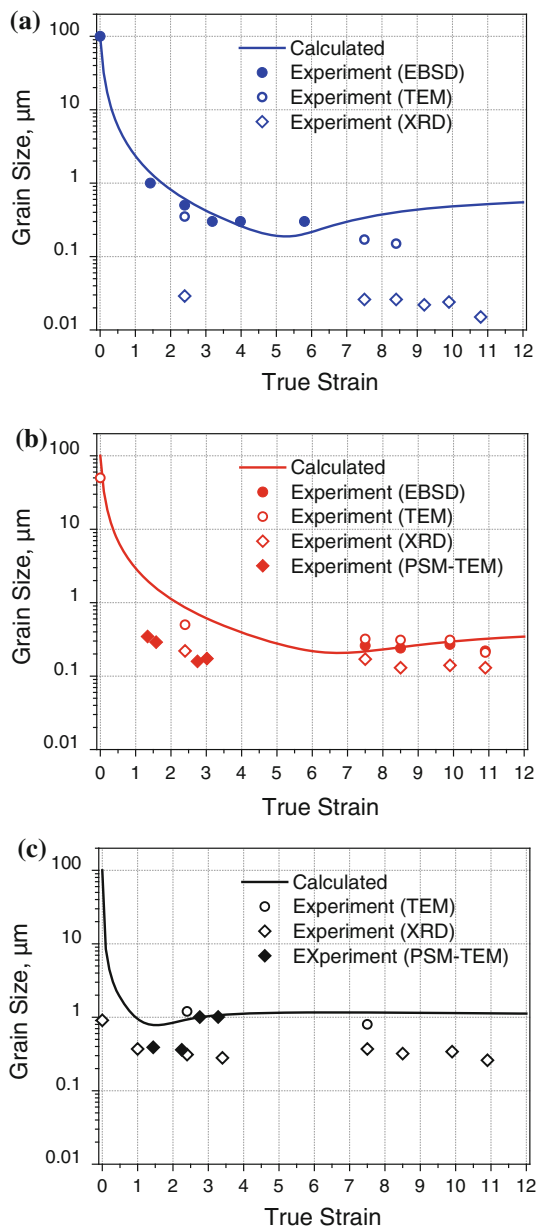 (a)
100
10
1
0.1
0.01
Grain Size, µm
Calculated
Experiment (EBSD)
Experiment (TEM)
Experiment (XRD)
0 1 2 3 4 5 6 7 8 9 10 11 12
True Strain
(b)
100
10
1
0.1
0.01
Grain Size, µm
Calculated
Experiment (EBSD)
Experiment (TEM)
Experiment (XRD)
Experiment (PSM-TEM)
0 1 2 3 4 5 6 7 8 9 10 11 12
True Strain
(c)
100
10
1
0.1
0.01
Grain Size, µm
Calculated
Experiment (TEM)
Experiment (XRD)
EXperiment (PSM-TEM)
0 1 2 3 4 5 6 7 8 9 10 11 12
True Strain